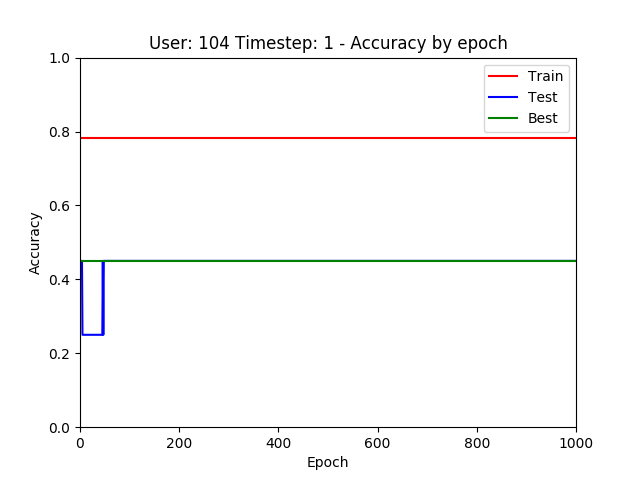 User: 104 Timestep: 1 - Accuracy by epoch
1.0
Train
Test
Best
0.8
0.6
Accuracy
0.4
0.2
0.0
0 200 400 600 800 1000
Epoch